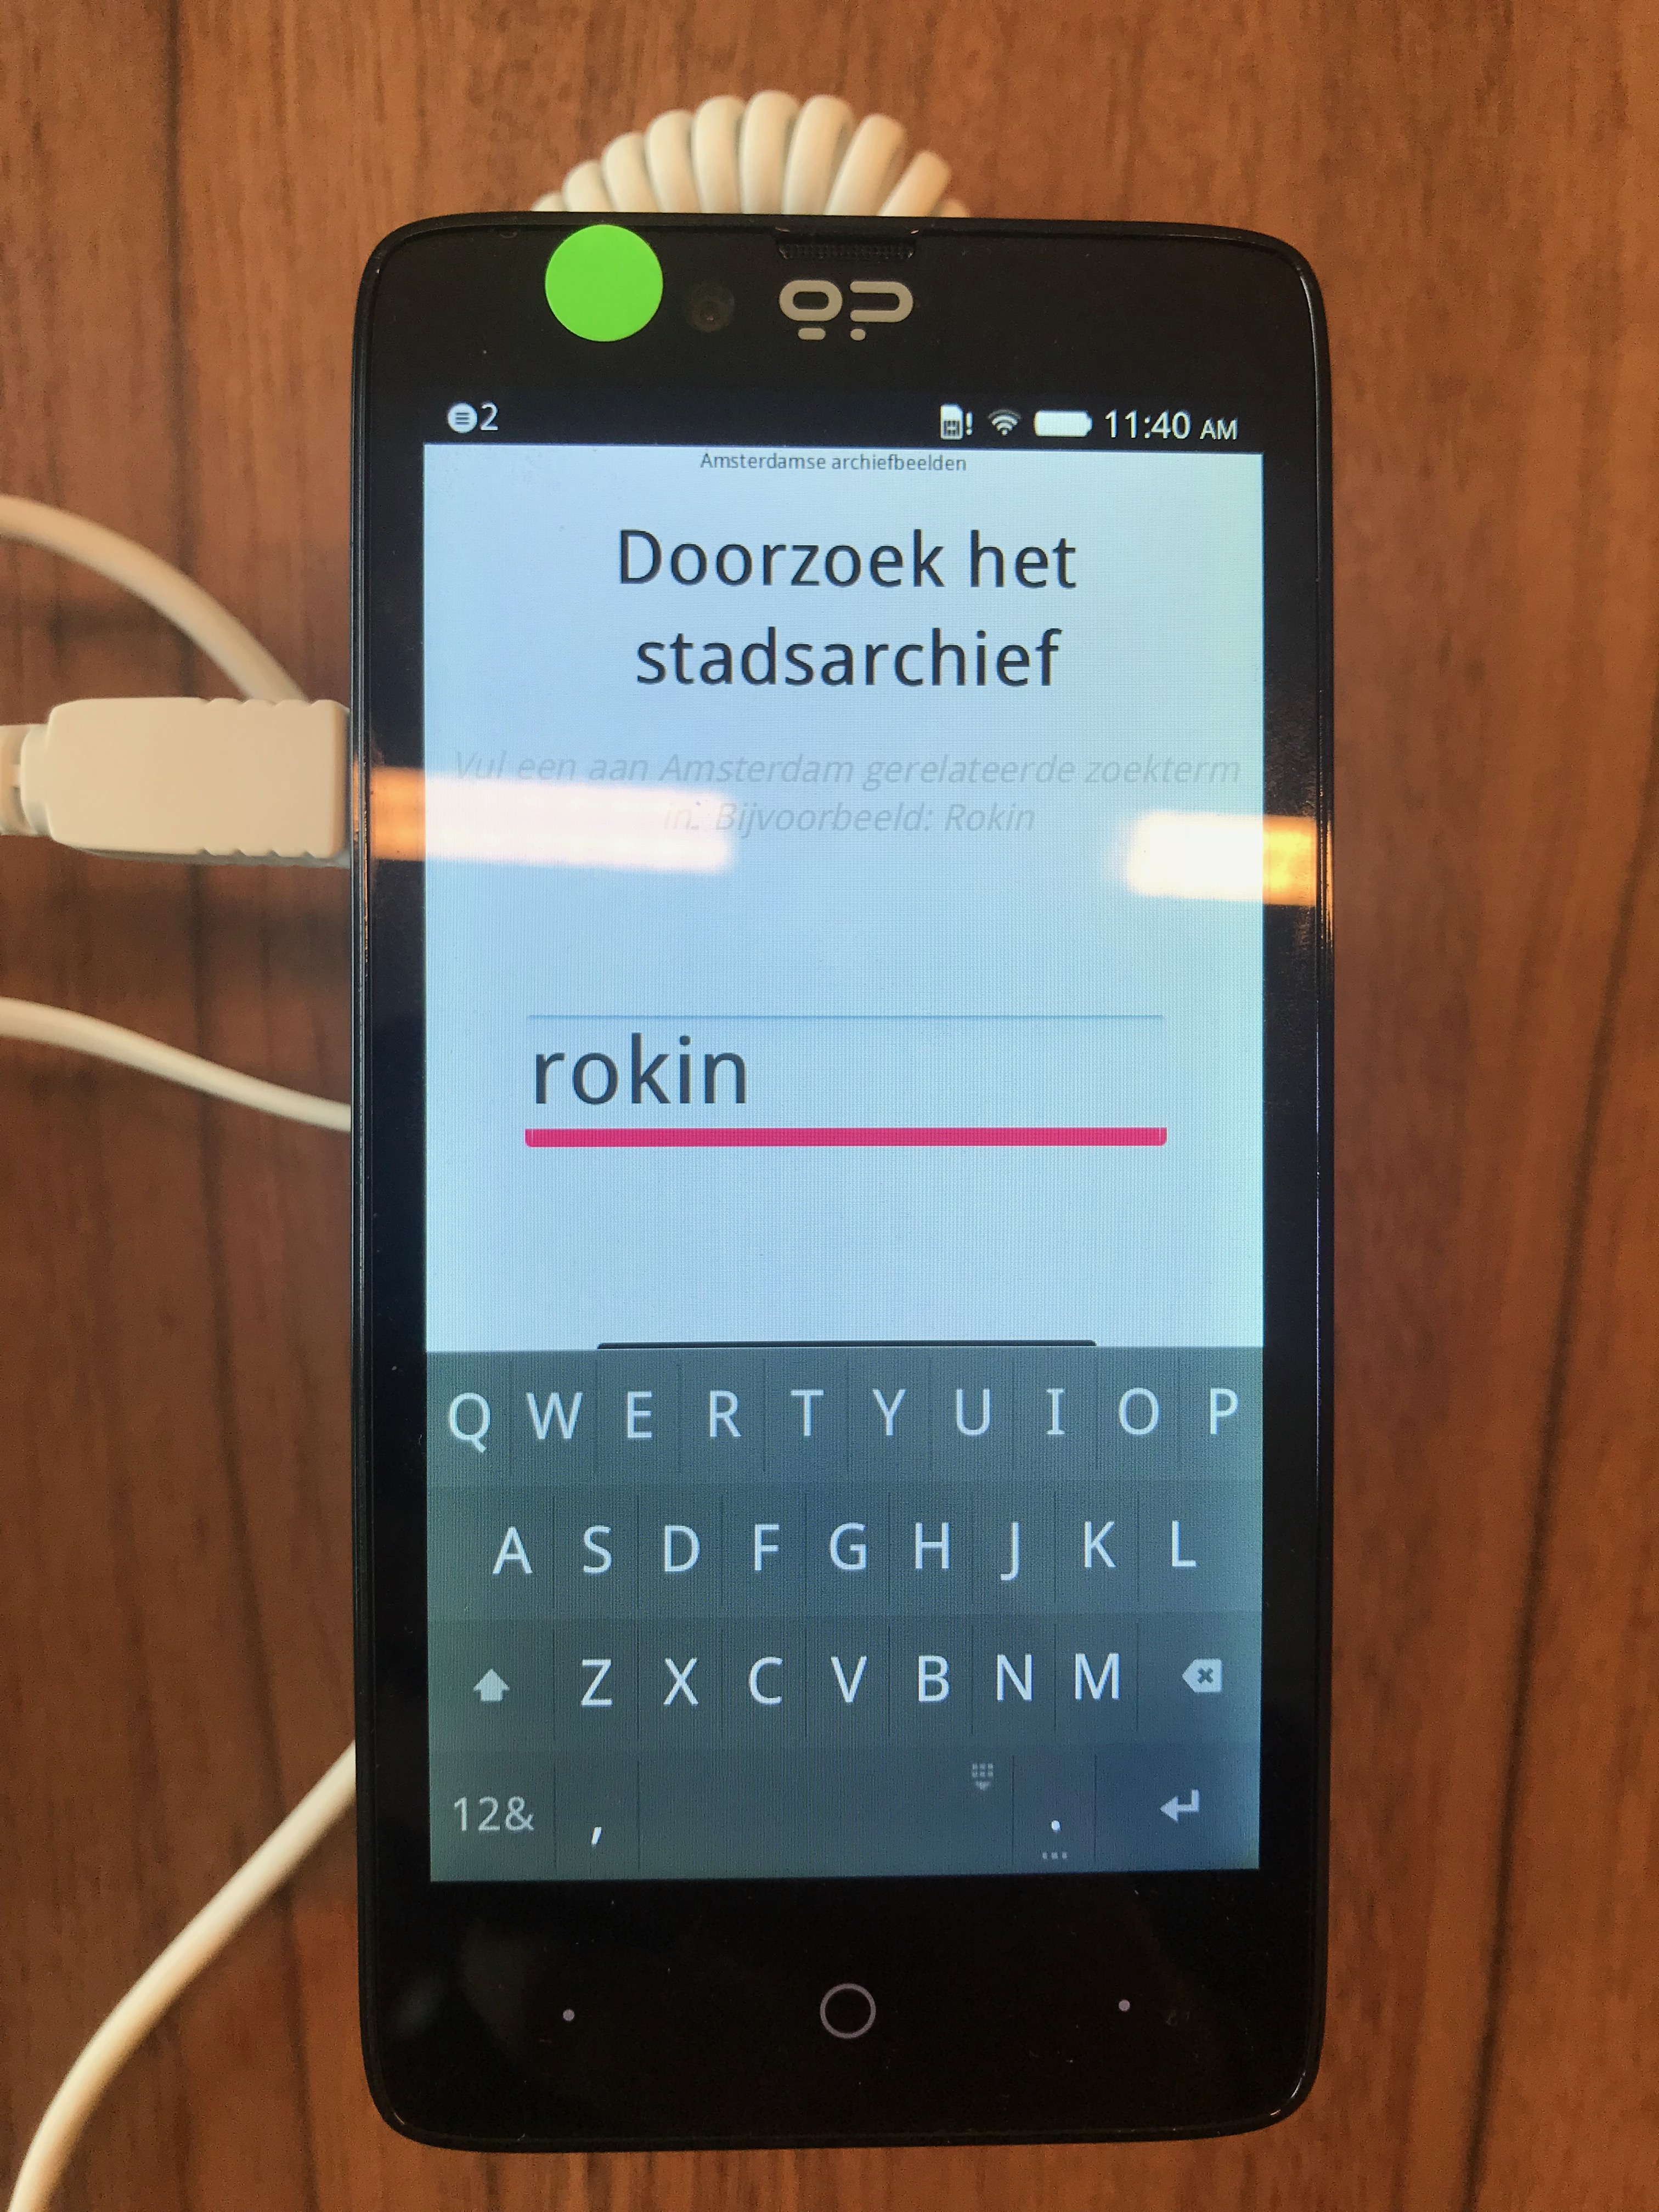 2
11:40 AM
Amsterdamse archiefbeelden
Doorzoek het
stadsarchief
Vul een aan Amsterdam gerelateerde zoekterm
in. Bijvoorbeeld: Rokin
rokin
Q W E R T Y U I O P
A S D F G H J K L
Z X C V B N M
12& , .